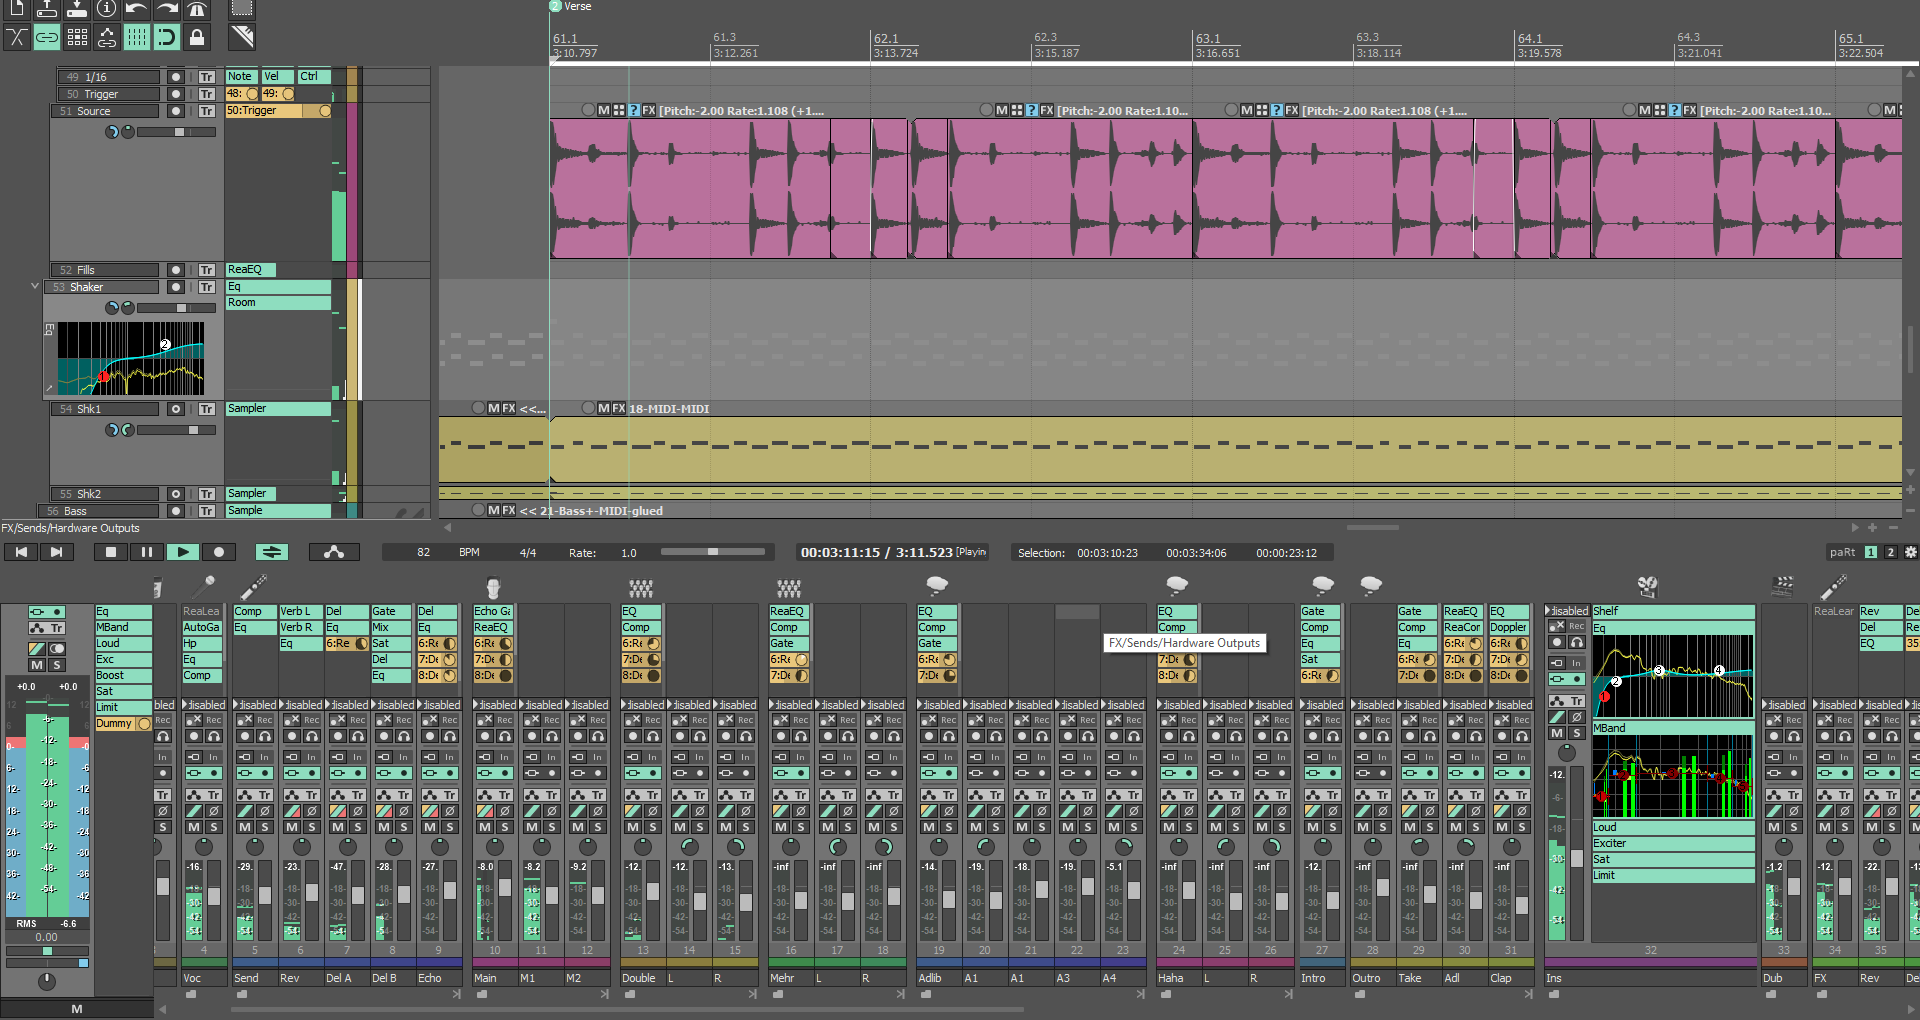 2 Verse
61.1 61.3 62.1 62.3 63.1 63.3 64.1 64.3 65.1
3:10.797 3:12.261 3:13.724 3:15.187 3:16.651 3:18.114 3:19.578 3:21.041 3:22.504
49 1/16 Tr Note Vel Ctrl
50 Trigger Tr 48: 49:
51 Source Tr 50:Trigger
M ? FX [Pitch:-2.00 Rate:1.108 (+1.... M ? FX [Pitch:-2.00 Rate:1.10... M ? FX [Pitch:-2.00 Rate:1.108 (+1.... M ? FX [Pitch:-2.00 Rate:1.10... M
52 Fills Tr ReaEQ
53 Shaker Tr Eq
Room
Eq
2
54 Shk1 Tr Sampler
M FX <<... M FX 18-MIDI-MIDI
55 Shk2 Tr Sampler
56 Bass Tr Sample
M FX << 21-Bass+-MIDI-glued
FX/Sends/Hardware Outputs
82 BPM 4/4 Rate: 1.0 00:03:11:15 / 3:11.523 [Playin Selection: 00:03:10:23 00:03:34:06 00:00:23:12 paRt 1 2
Eq
MBand
Loud
Exc
Boost
Sat
Limit
Dummy
Tr
M S
+0.0 +0.0
RMS -6.6
0.00
M
ReaLea
AutoGa
Hp
Eq
Comp
Comp
Eq
Verb L
Verb R
Eq
Del
Eq
6:Re
Gate
Mix
Sat
Del
Eq
Del
Eq
6:Re
7:De
8:De
Echo Ga
ReaEQ
6:Re
7:De
8:De
EQ
Comp
6:Re
7:De
8:De
ReaEQ
Comp
Gate
6:Re
7:De
EQ
Comp
Gate
6:Re
7:De
EQ
Comp
FX/Sends/Hardware Outputs
7:De
8:De
Gate
Comp
Eq
Sat
6:Re
Gate
Comp
Eq
6:Re
7:De
ReaEQ
ReaCor
6:Re
7:De
8:De
EQ
Doppler
6:Re
7:De
8:De
Shelf
Eq
2 3 4
MBand
Loud
Exciter
Sat
Limit
ReaLear
Rev
Del
EQ
-16. -29. -23. -47. -28. -27. -8.0 -8.2 -9.2 -12. -12. -12. -inf -inf -inf -14. -18. -18. -19. -5.1 -inf -inf -inf -12. -inf -inf -inf -inf -12. -1.2 -12. -22.
4 5 6 7 8 9 10 11 12 13 14 15 16 17 18 19 20 21 22 23 24 25 26 27 28 29 30 31 32 33 34 35
Voc Send Rev Del A Del B Echo Main M1 M2 Double L R Mehr L R Adlib A1 A1 A3 A4 Haha L R Intro Outro Take Adl Clap Ins Dub FX Rev De